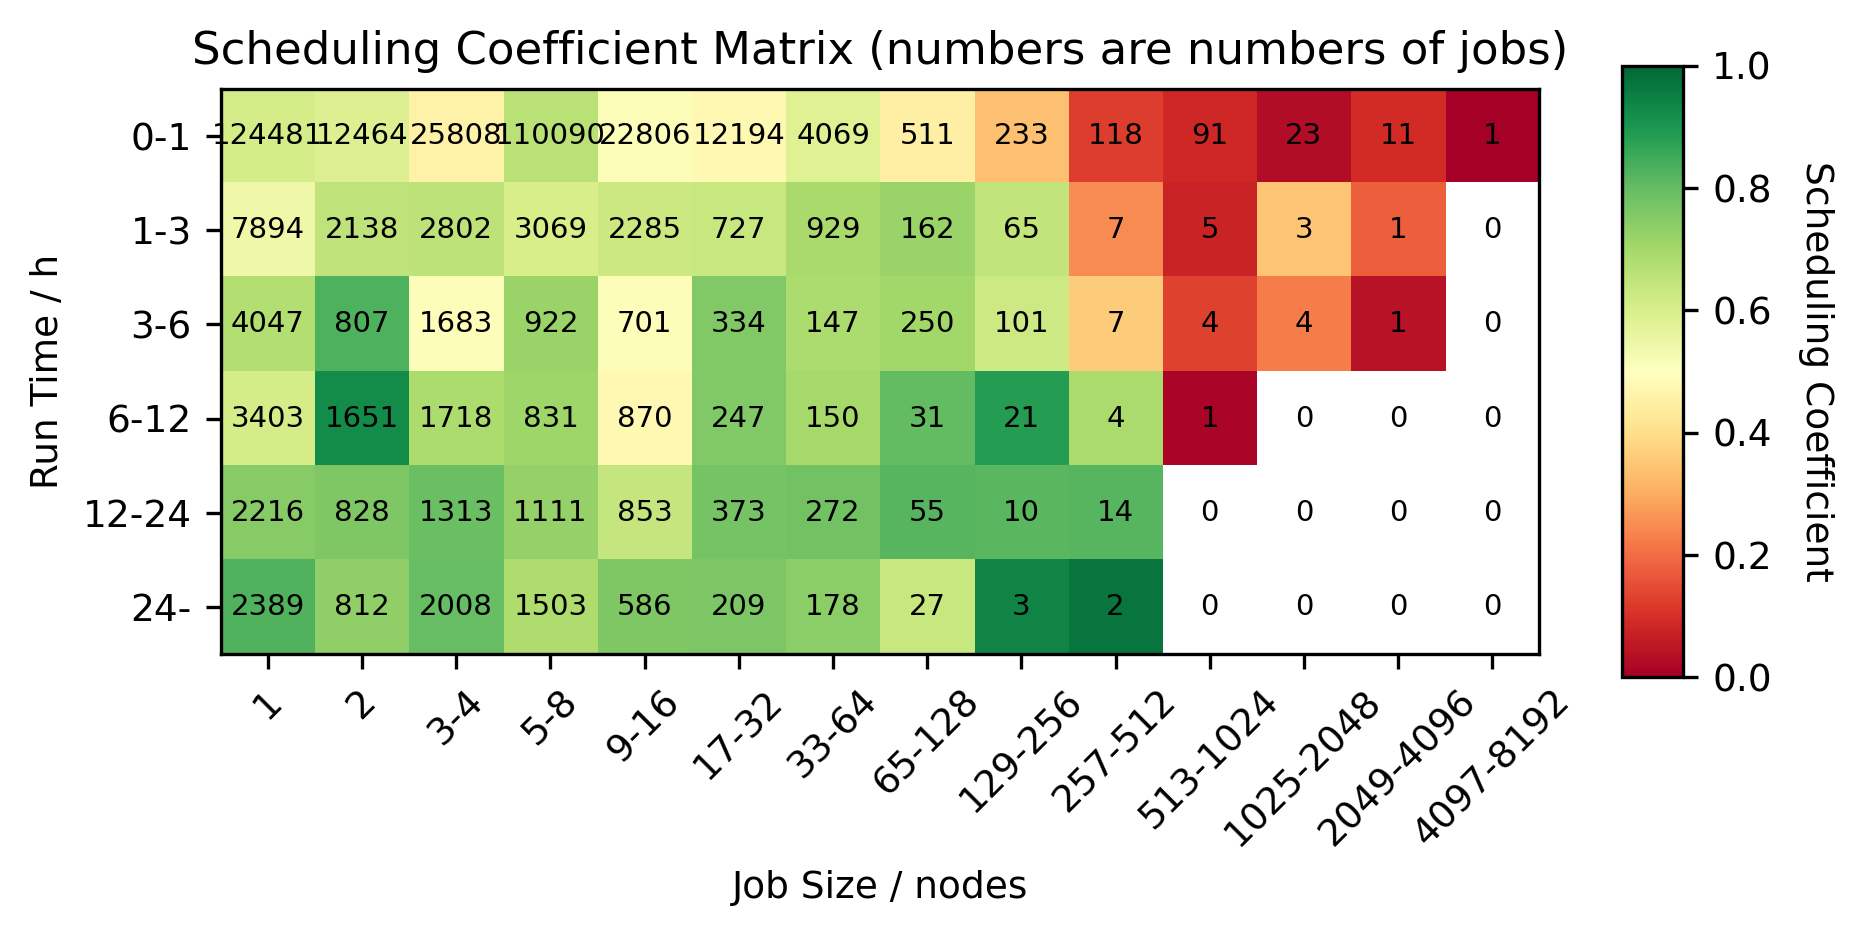 Scheduling Coefficient Matrix (numbers are numbers of jobs)
0-1 124481 12464 25808 110090 22806 12194 4069 511 233 118 91 23 11 1
1-3 7894 2138 2802 3069 2285 727 929 162 65 7 5 3 1 0
3-6 4047 807 1683 922 701 334 147 250 101 7 4 4 1 0
6-12 3403 1651 1718 831 870 247 150 31 21 4 1 0 0 0
12-24 2216 828 1313 1111 853 373 272 55 10 14 0 0 0 0
24- 2389 812 2008 1503 586 209 178 27 3 2 0 0 0 0
1 2 3-4 5-8 9-16 17-32 33-64 65-128 129-256 257-512 513-1024 1025-2048 2049-4096 4097-8192
Job Size / nodes
Run Time / h
1.0
0.8
0.6
0.4
0.2
0.0
Scheduling Coefficient